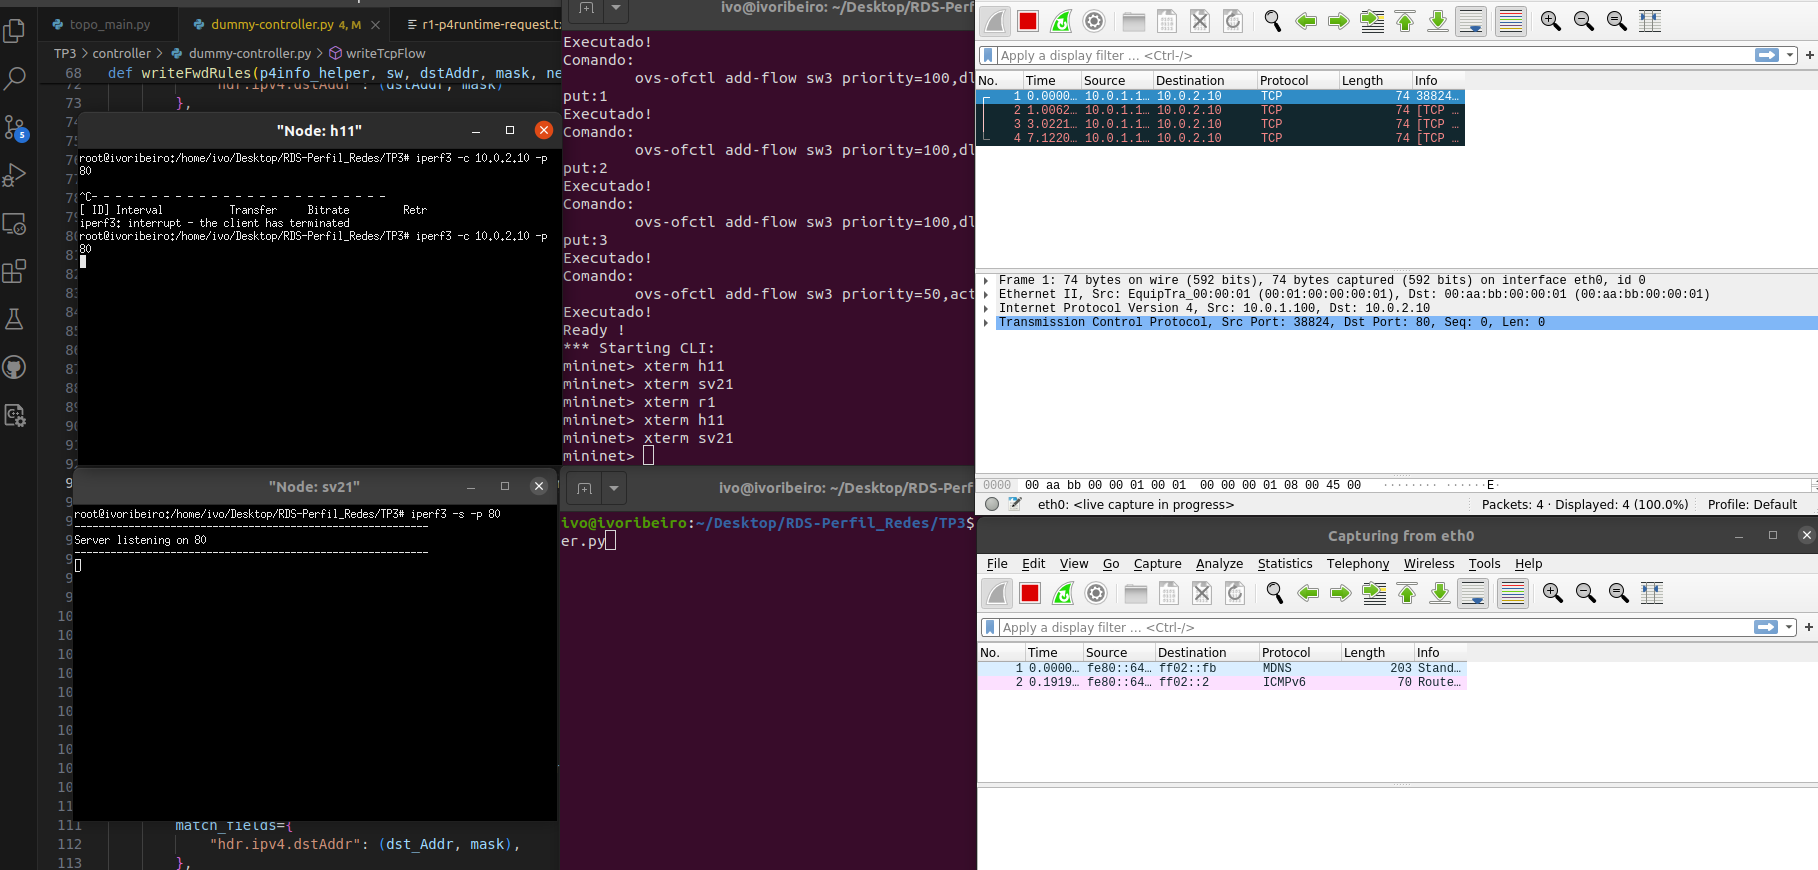 topo_main.py
dummy-controller.py 4, M
r1-p4runtime-request.t
TP3 > controller > dummy-controller.py > writeTcpFlow
68 def writeFwdRules(p4info_helper, sw, dstAddr, mask, ne
72 "hdr.ipv4.dstAddr": (dstAddr, mask)
73 },
"Node: h11"
root@ivoribeiro:/home/ivo/Desktop/RDS-Perfil_Redes/TP3# iperf3 -c 10.0.2.10 -p
80
^C- - - - - - - - - - - - - - - - - - - - - - - - -
[ ID] Interval Transfer Bitrate Retr
iperf3: interrupt - the client has terminated
root@ivoribeiro:/home/ivo/Desktop/RDS-Perfil_Redes/TP3# iperf3 -c 10.0.2.10 -p
80
"Node: sv21"
root@ivoribeiro:/home/ivo/Desktop/RDS-Perfil_Redes/TP3# iperf3 -s -p 80
-----------------------------------------------------------
Server listening on 80
-----------------------------------------------------------
111 match_fields={
112 "hdr.ipv4.dstAddr": (dst_Addr, mask),
113 },
ivo@ivoribeiro: ~/Desktop/RDS-Perf
Executado!
Comando:
ovs-ofctl add-flow sw3 priority=100,dl
put:1
Executado!
Comando:
ovs-ofctl add-flow sw3 priority=100,dl
put:2
Executado!
Comando:
ovs-ofctl add-flow sw3 priority=100,dl
put:3
Executado!
Comando:
ovs-ofctl add-flow sw3 priority=50,act
Executado!
Ready !
*** Starting CLI:
mininet> xterm h11
mininet> xterm sv21
mininet> xterm r1
mininet> xterm h11
mininet> xterm sv21
mininet>
ivo@ivoribeiro: ~/Desktop/RDS-Perf
ivo@ivoribeiro:~/Desktop/RDS-Perfil_Redes/TP3$
er.py
Apply a display filter … <Ctrl-/>
No. Time Source Destination Protocol Length Info
1 0.0000… 10.0.1.1… 10.0.2.10 TCP 74 38824…
2 1.0062… 10.0.1.1… 10.0.2.10 TCP 74 [TCP …
3 3.0221… 10.0.1.1… 10.0.2.10 TCP 74 [TCP …
4 7.1220… 10.0.1.1… 10.0.2.10 TCP 74 [TCP …
Frame 1: 74 bytes on wire (592 bits), 74 bytes captured (592 bits) on interface eth0, id 0
Ethernet II, Src: EquipTra_00:00:01 (00:01:00:00:00:01), Dst: 00:aa:bb:00:00:01 (00:aa:bb:00:00:01)
Internet Protocol Version 4, Src: 10.0.1.100, Dst: 10.0.2.10
Transmission Control Protocol, Src Port: 38824, Dst Port: 80, Seq: 0, Len: 0
0000 00 aa bb 00 00 01 00 01 00 00 00 01 08 00 45 00 ········ ······E·
eth0: <live capture in progress>
Packets: 4 · Displayed: 4 (100.0%)
Profile: Default
Capturing from eth0
File Edit View Go Capture Analyze Statistics Telephony Wireless Tools Help
Apply a display filter … <Ctrl-/>
No. Time Source Destination Protocol Length Info
1 0.0000… fe80::64… ff02::fb MDNS 203 Stand…
2 0.1919… fe80::64… ff02::2 ICMPv6 70 Route…